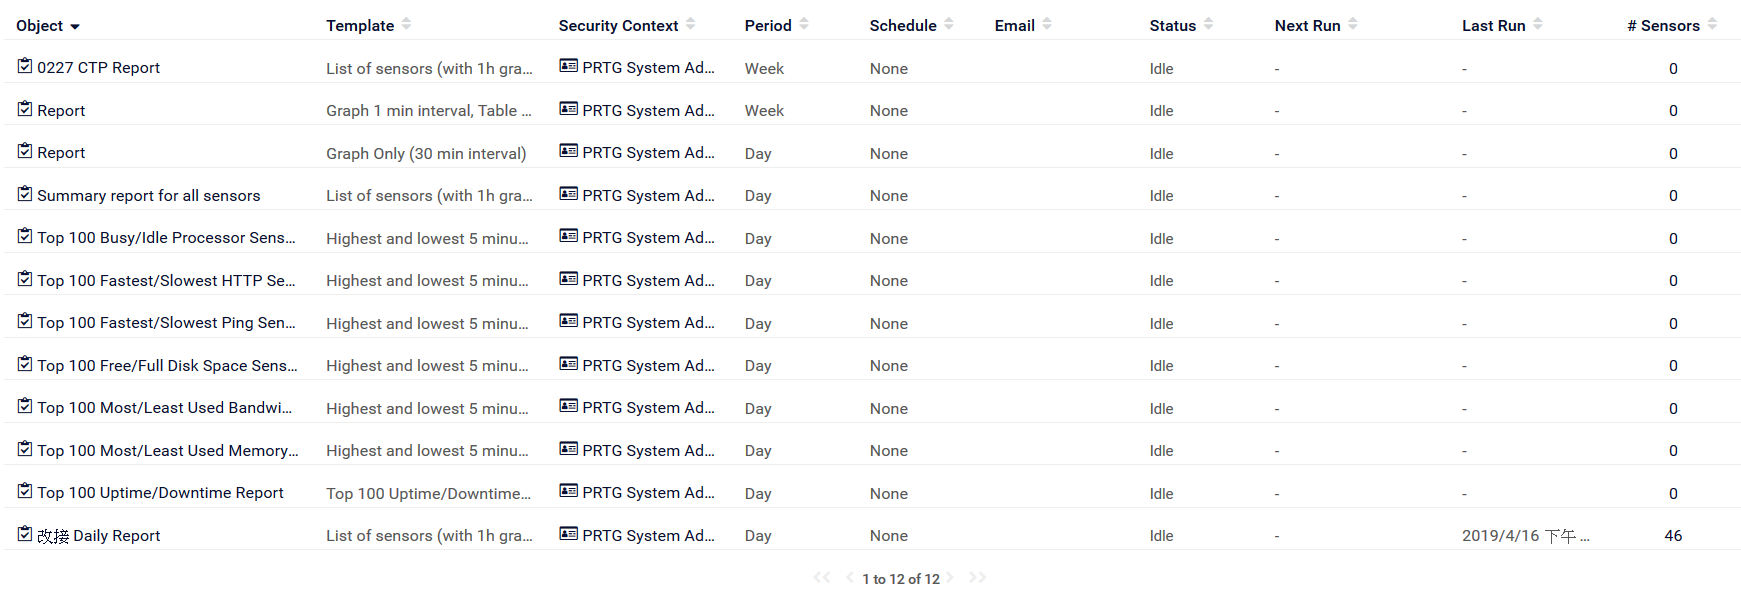 Object Template Security Context Period Schedule Email Status Next Run Last Run # Sensors
0227 CTP Report List of sensors (with 1h gra... PRTG System Ad... Week None Idle - - 0
Report Graph 1 min interval, Table ... PRTG System Ad... Week None Idle - - 0
Report Graph Only (30 min interval) PRTG System Ad... Day None Idle - - 0
Summary report for all sensors List of sensors (with 1h gra... PRTG System Ad... Day None Idle - - 0
Top 100 Busy/Idle Processor Sens... Highest and lowest 5 minu... PRTG System Ad... Day None Idle - - 0
Top 100 Fastest/Slowest HTTP Se... Highest and lowest 5 minu... PRTG System Ad... Day None Idle - - 0
Top 100 Fastest/Slowest Ping Sen... Highest and lowest 5 minu... PRTG System Ad... Day None Idle - - 0
Top 100 Free/Full Disk Space Sens... Highest and lowest 5 minu... PRTG System Ad... Day None Idle - - 0
Top 100 Most/Least Used Bandwi... Highest and lowest 5 minu... PRTG System Ad... Day None Idle - - 0
Top 100 Most/Least Used Memory... Highest and lowest 5 minu... PRTG System Ad... Day None Idle - - 0
Top 100 Uptime/Downtime Report Top 100 Uptime/Downtime... PRTG System Ad... Day None Idle - - 0
改接 Daily Report List of sensors (with 1h gra... PRTG System Ad... Day None Idle - 2019/4/16 下午 ... 46
1 to 12 of 12